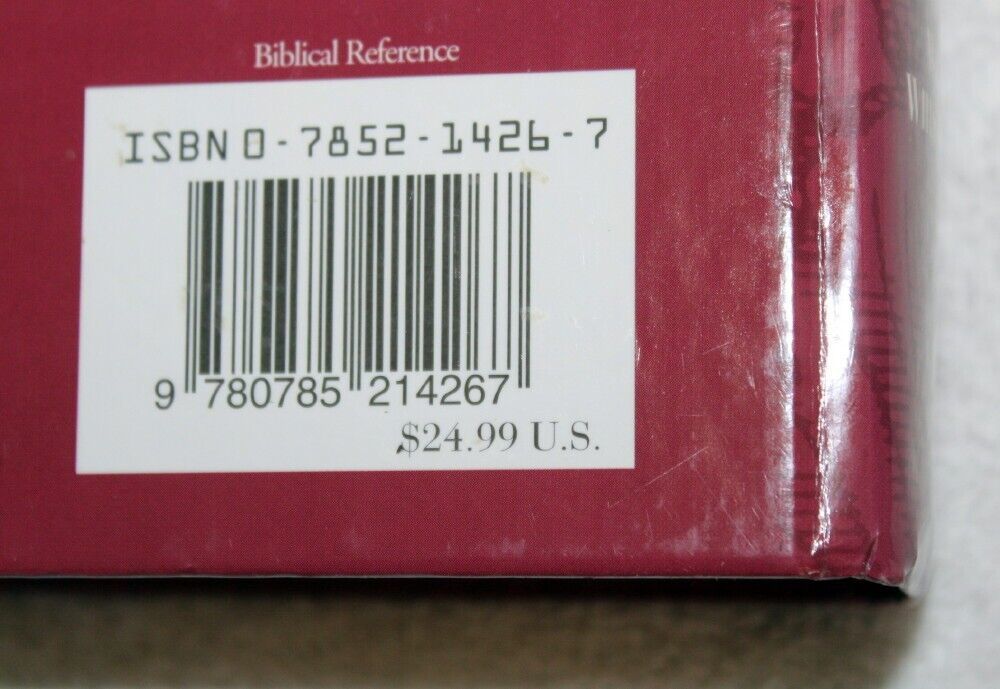 Biblical Reference
ISBN 0-7852-1426-7
9 780785 214267
$24.99 U.S.